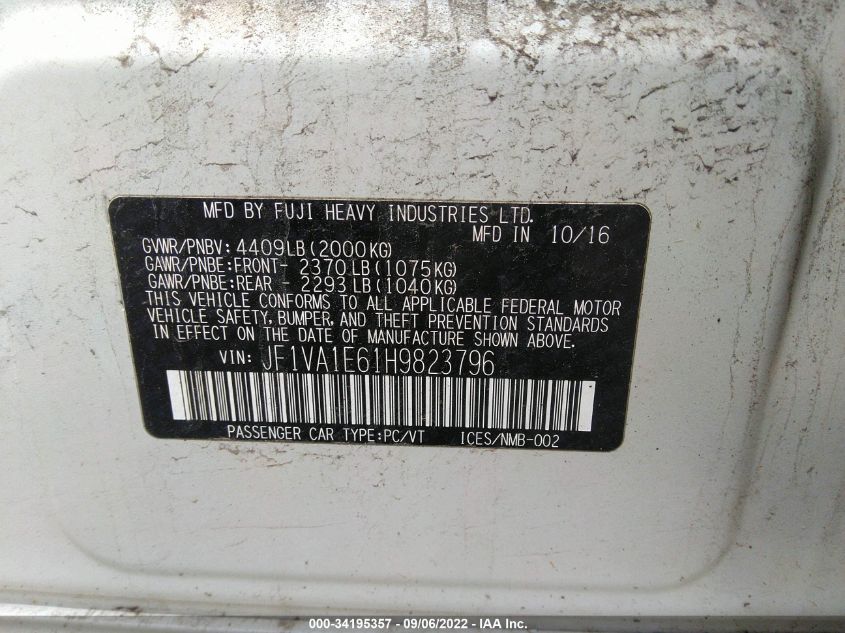 MFD BY FUJI HEAVY INDUSTRIES LTD.
MFD IN 10/16
GVWR/PNBV: 4409LB(2000KG)
GAWR/PNBE:FRONT- 2370LB(1075KG)
GAWR/PNBE:REAR - 2293LB(1040KG)
THIS VEHICLE CONFORMS TO ALL APPLICABLE FEDERAL MOTOR
VEHICLE SAFETY, BUMPER, AND THEFT PREVENTION STANDARDS
IN EFFECT ON THE DATE OF MANUFACTURE SHOWN ABOVE.
VIN: JF1VA1E61H9823796
PASSENGER CAR TYPE:PC/VT ICES/NMB-002
000-34195357 - 09/06/2022 - IAA Inc.